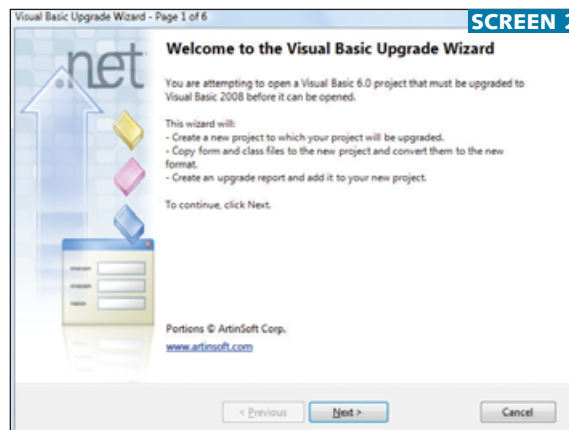 Visual Basic Upgrade Wizard - Page 1 of 6
SCREEN 2
.net
Welcome to the Visual Basic Upgrade Wizard
You are attempting to open a Visual Basic 6.0 project that must be upgraded to
Visual Basic 2008 before it can be opened.
This wizard will:
- Create a new project to which your project will be upgraded.
- Copy form and class files to the new project and convert them to the new
format.
- Create an upgrade report and add it to your new project.
To continue, click Next.
Portions © ArtinSoft Corp.
www.artinsoft.com
< Previous
Next >
Cancel